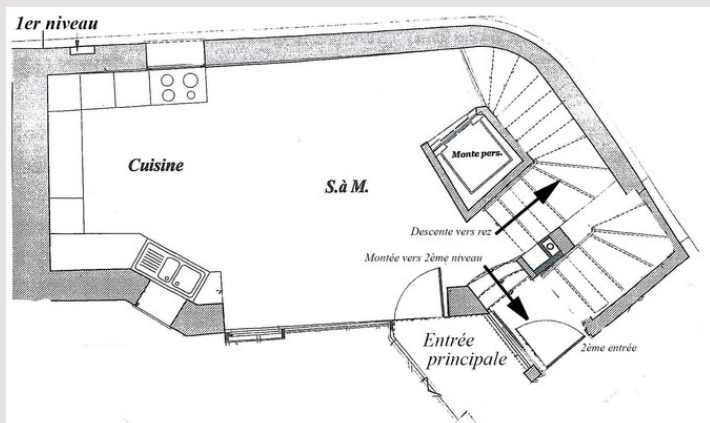 1er niveau
Cuisine
S.à M.
Monte pers.
Descente vers rez
Montée vers 2ème niveau
Entrée
principale
2ème entrée